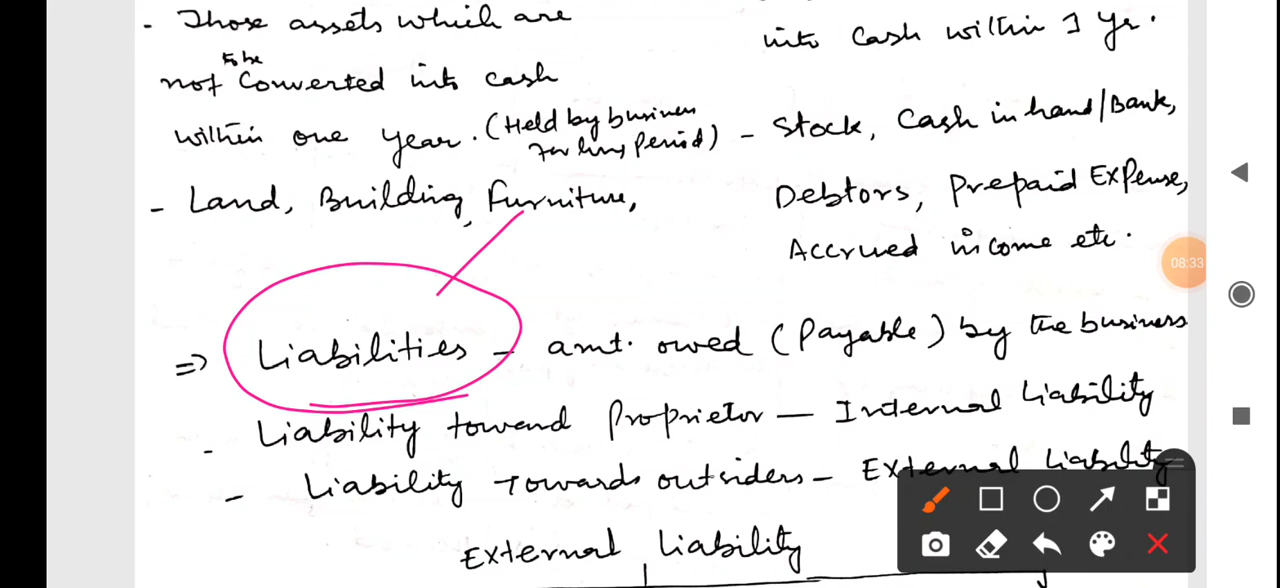 - Those assets which are
not to be converted into cash
within one year. (Held by business
for long period)
- Land, Building, Furniture,
into cash within 1 yr.
- Stock, Cash in hand/Bank,
Debtors, Prepaid Expense,
Accrued income etc.
08:33
=> Liabilities - amt. owed (Payable) by the business
- Liability toward Proprietor — Internal Liability
- Liability Towards outsiders - External Liability
External Liability